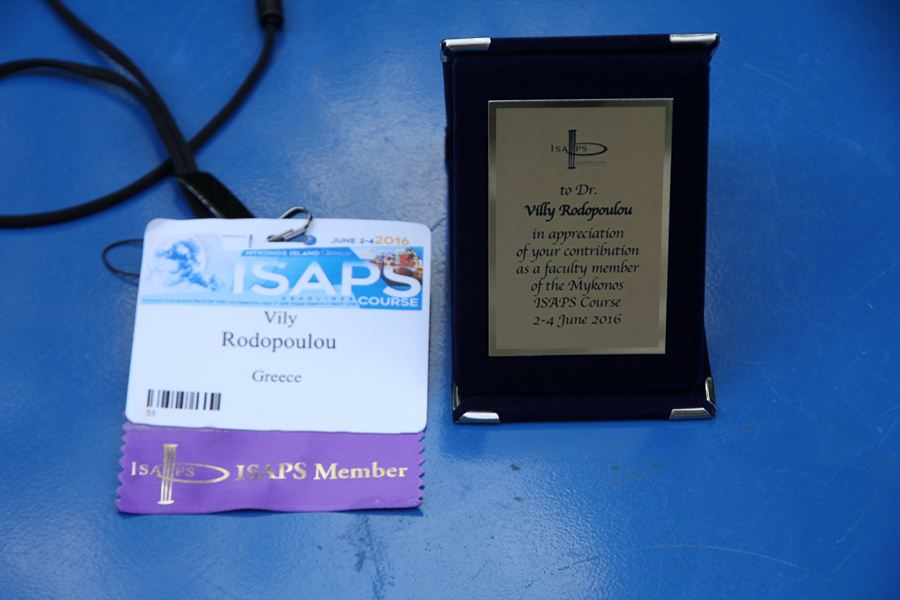 JUNE 2-4 2016
MYKONOS ISLAND Greece
ISAPS
COURSE
Vily
Rodopoulou
Greece
55
ISAPS
ISAPS Member
ISAPS
to Dr.
Villy Rodopoulou
in appreciation
of your contribution
as a faculty member
of the Mykonos
ISAPS Course
2-4 June 2016